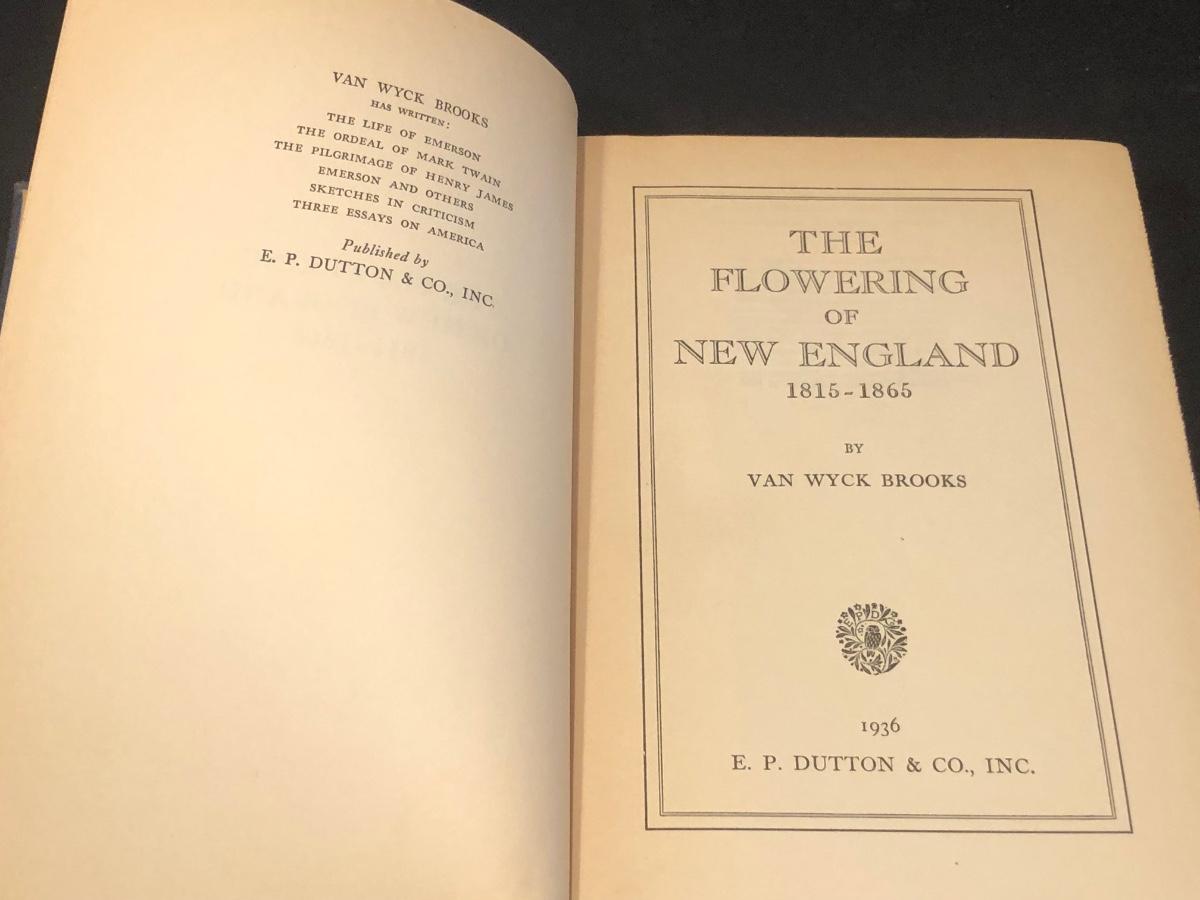 VAN WYCK BROOKS
HAS WRITTEN:
THE LIFE OF EMERSON
THE ORDEAL OF MARK TWAIN
THE PILGRIMAGE OF HENRY JAMES
EMERSON AND OTHERS
SKETCHES IN CRITICISM
THREE ESSAYS ON AMERICA
Published by
E. P. DUTTON & CO., INC.
THE
FLOWERING
OF
NEW ENGLAND
1815-1865
BY
VAN WYCK BROOKS
1936
E. P. DUTTON & CO., INC.